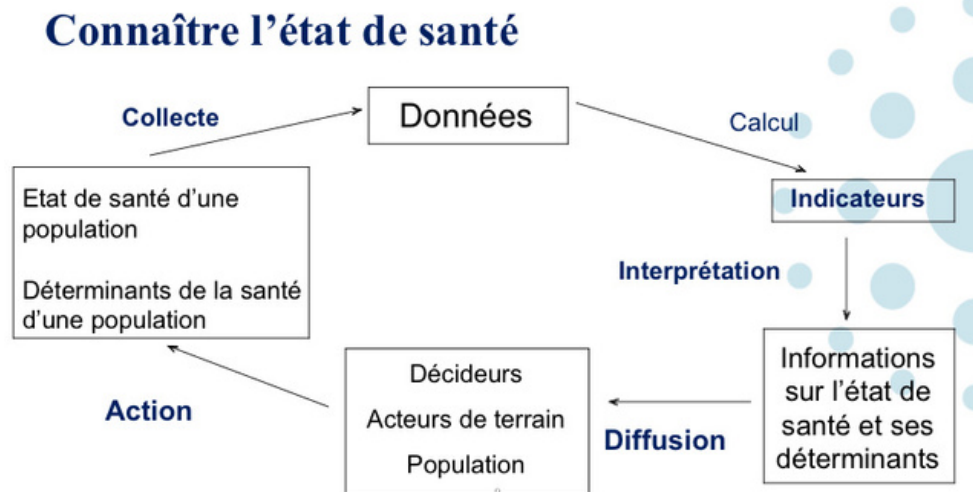 Connaître l'état de santé
Collecte
Données
Calcul
Etat de santé d'une
population
Déterminants de la santé
d'une population
Indicateurs
Interprétation
Informations
sur l'état de
santé et ses
déterminants
Diffusion
Décideurs
Acteurs de terrain
Population
Action